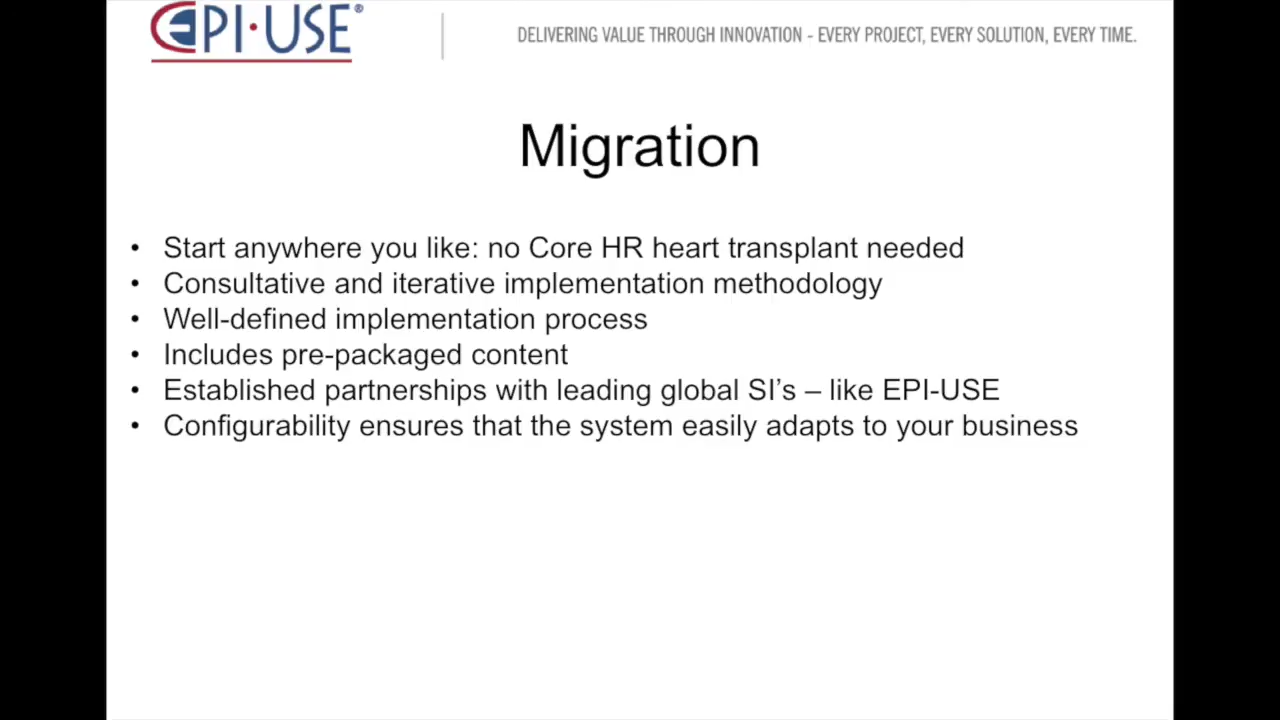 EPI·USE®
DELIVERING VALUE THROUGH INNOVATION - EVERY PROJECT, EVERY SOLUTION, EVERY TIME.
Migration
• Start anywhere you like: no Core HR heart transplant needed
• Consultative and iterative implementation methodology
• Well-defined implementation process
• Includes pre-packaged content
• Established partnerships with leading global SI’s – like EPI-USE
• Configurability ensures that the system easily adapts to your business